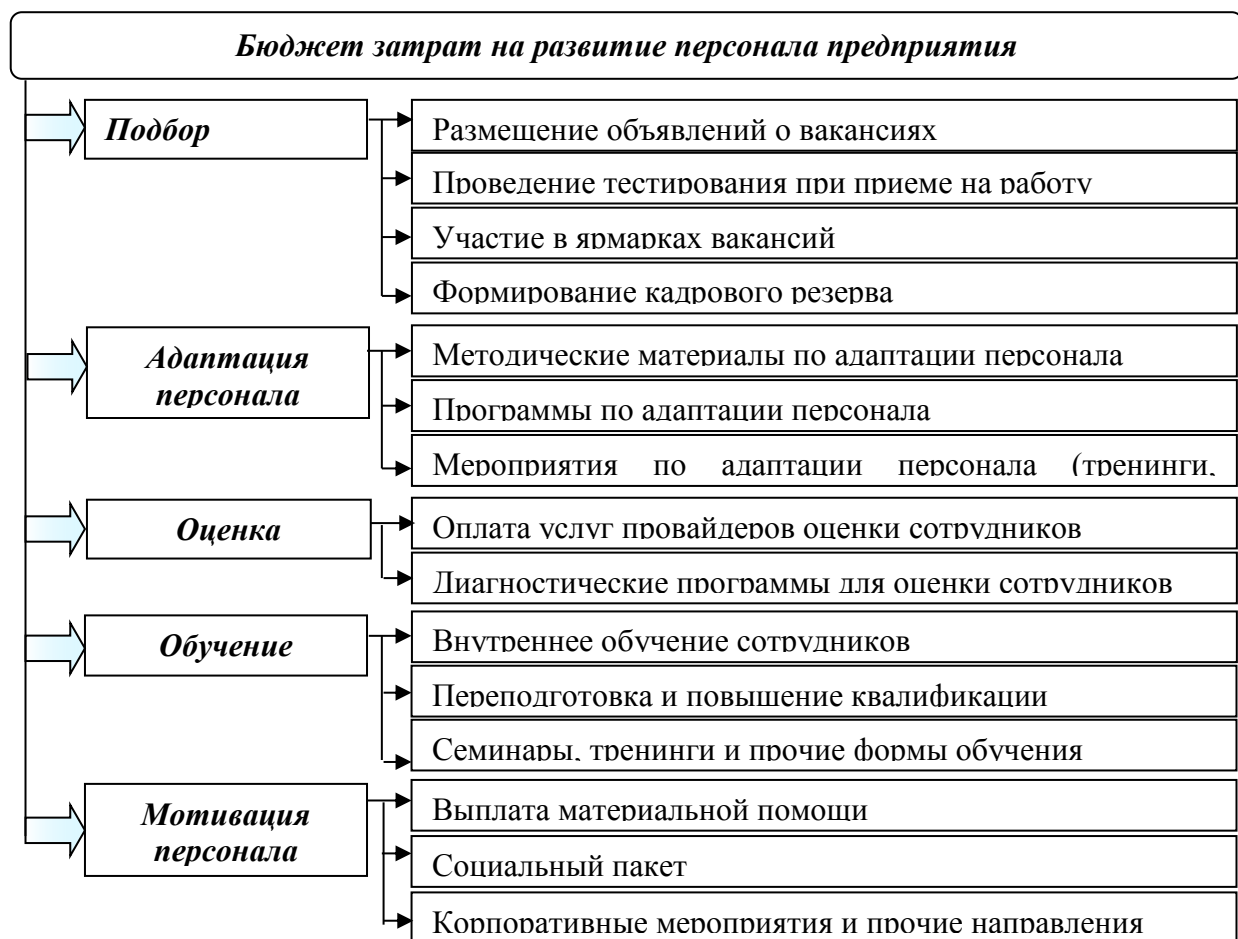 Бюджет затрат на развитие персонала предприятия
Подбор
Размещение объявлений о вакансиях
Проведение тестирования при приеме на работу
Участие в ярмарках вакансий
Формирование кадрового резерва
Адаптация
персонала
Методические материалы по адаптации персонала
Программы по адаптации персонала
Мероприятия по адаптации персонала (тренинги,
Оценка
Оплата услуг провайдеров оценки сотрудников
Диагностические программы для оценки сотрудников
Обучение
Внутреннее обучение сотрудников
Переподготовка и повышение квалификации
Семинары, тренинги и прочие формы обучения
Мотивация
персонала
Выплата материальной помощи
Социальный пакет
Корпоративные мероприятия и прочие направления